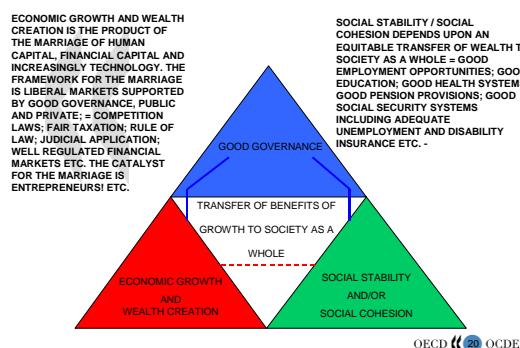 ECONOMIC GROWTH AND WEALTH
CREATION IS THE PRODUCT OF
THE MARRIAGE OF HUMAN
CAPITAL, FINANCIAL CAPITAL AND
INCREASINGLY TECHNOLOGY. THE
FRAMEWORK FOR THE MARRIAGE
IS LIBERAL MARKETS SUPPORTED
BY GOOD GOVERNANCE, PUBLIC
AND PRIVATE; = COMPETITION
LAWS; FAIR TAXATION; RULE OF
LAW; JUDICIAL APPLICATION;
WELL REGULATED FINANCIAL
MARKETS ETC. THE CATALYST
FOR THE MARRIAGE IS
ENTREPRENEURS! ETC.
SOCIAL STABILITY / SOCIAL
COHESION DEPENDS UPON AN
EQUITABLE TRANSFER OF WEALTH T
SOCIETY AS A WHOLE = GOOD
EMPLOYMENT OPPORTUNITIES; GOO
EDUCATION; GOOD HEALTH SYSTEM
GOOD PENSION PROVISIONS; GOOD
SOCIAL SECURITY SYSTEMS
INCLUDING ADEQUATE
UNEMPLOYMENT AND DISABILITY
INSURANCE ETC. -
GOOD GOVERNANCE
TRANSFER OF BENEFITS OF
GROWTH TO SOCIETY AS A
WHOLE
ECONOMIC GROWTH
AND
WEALTH CREATION
SOCIAL STABILITY
AND/OR
SOCIAL COHESION
OECD 20 OCDE